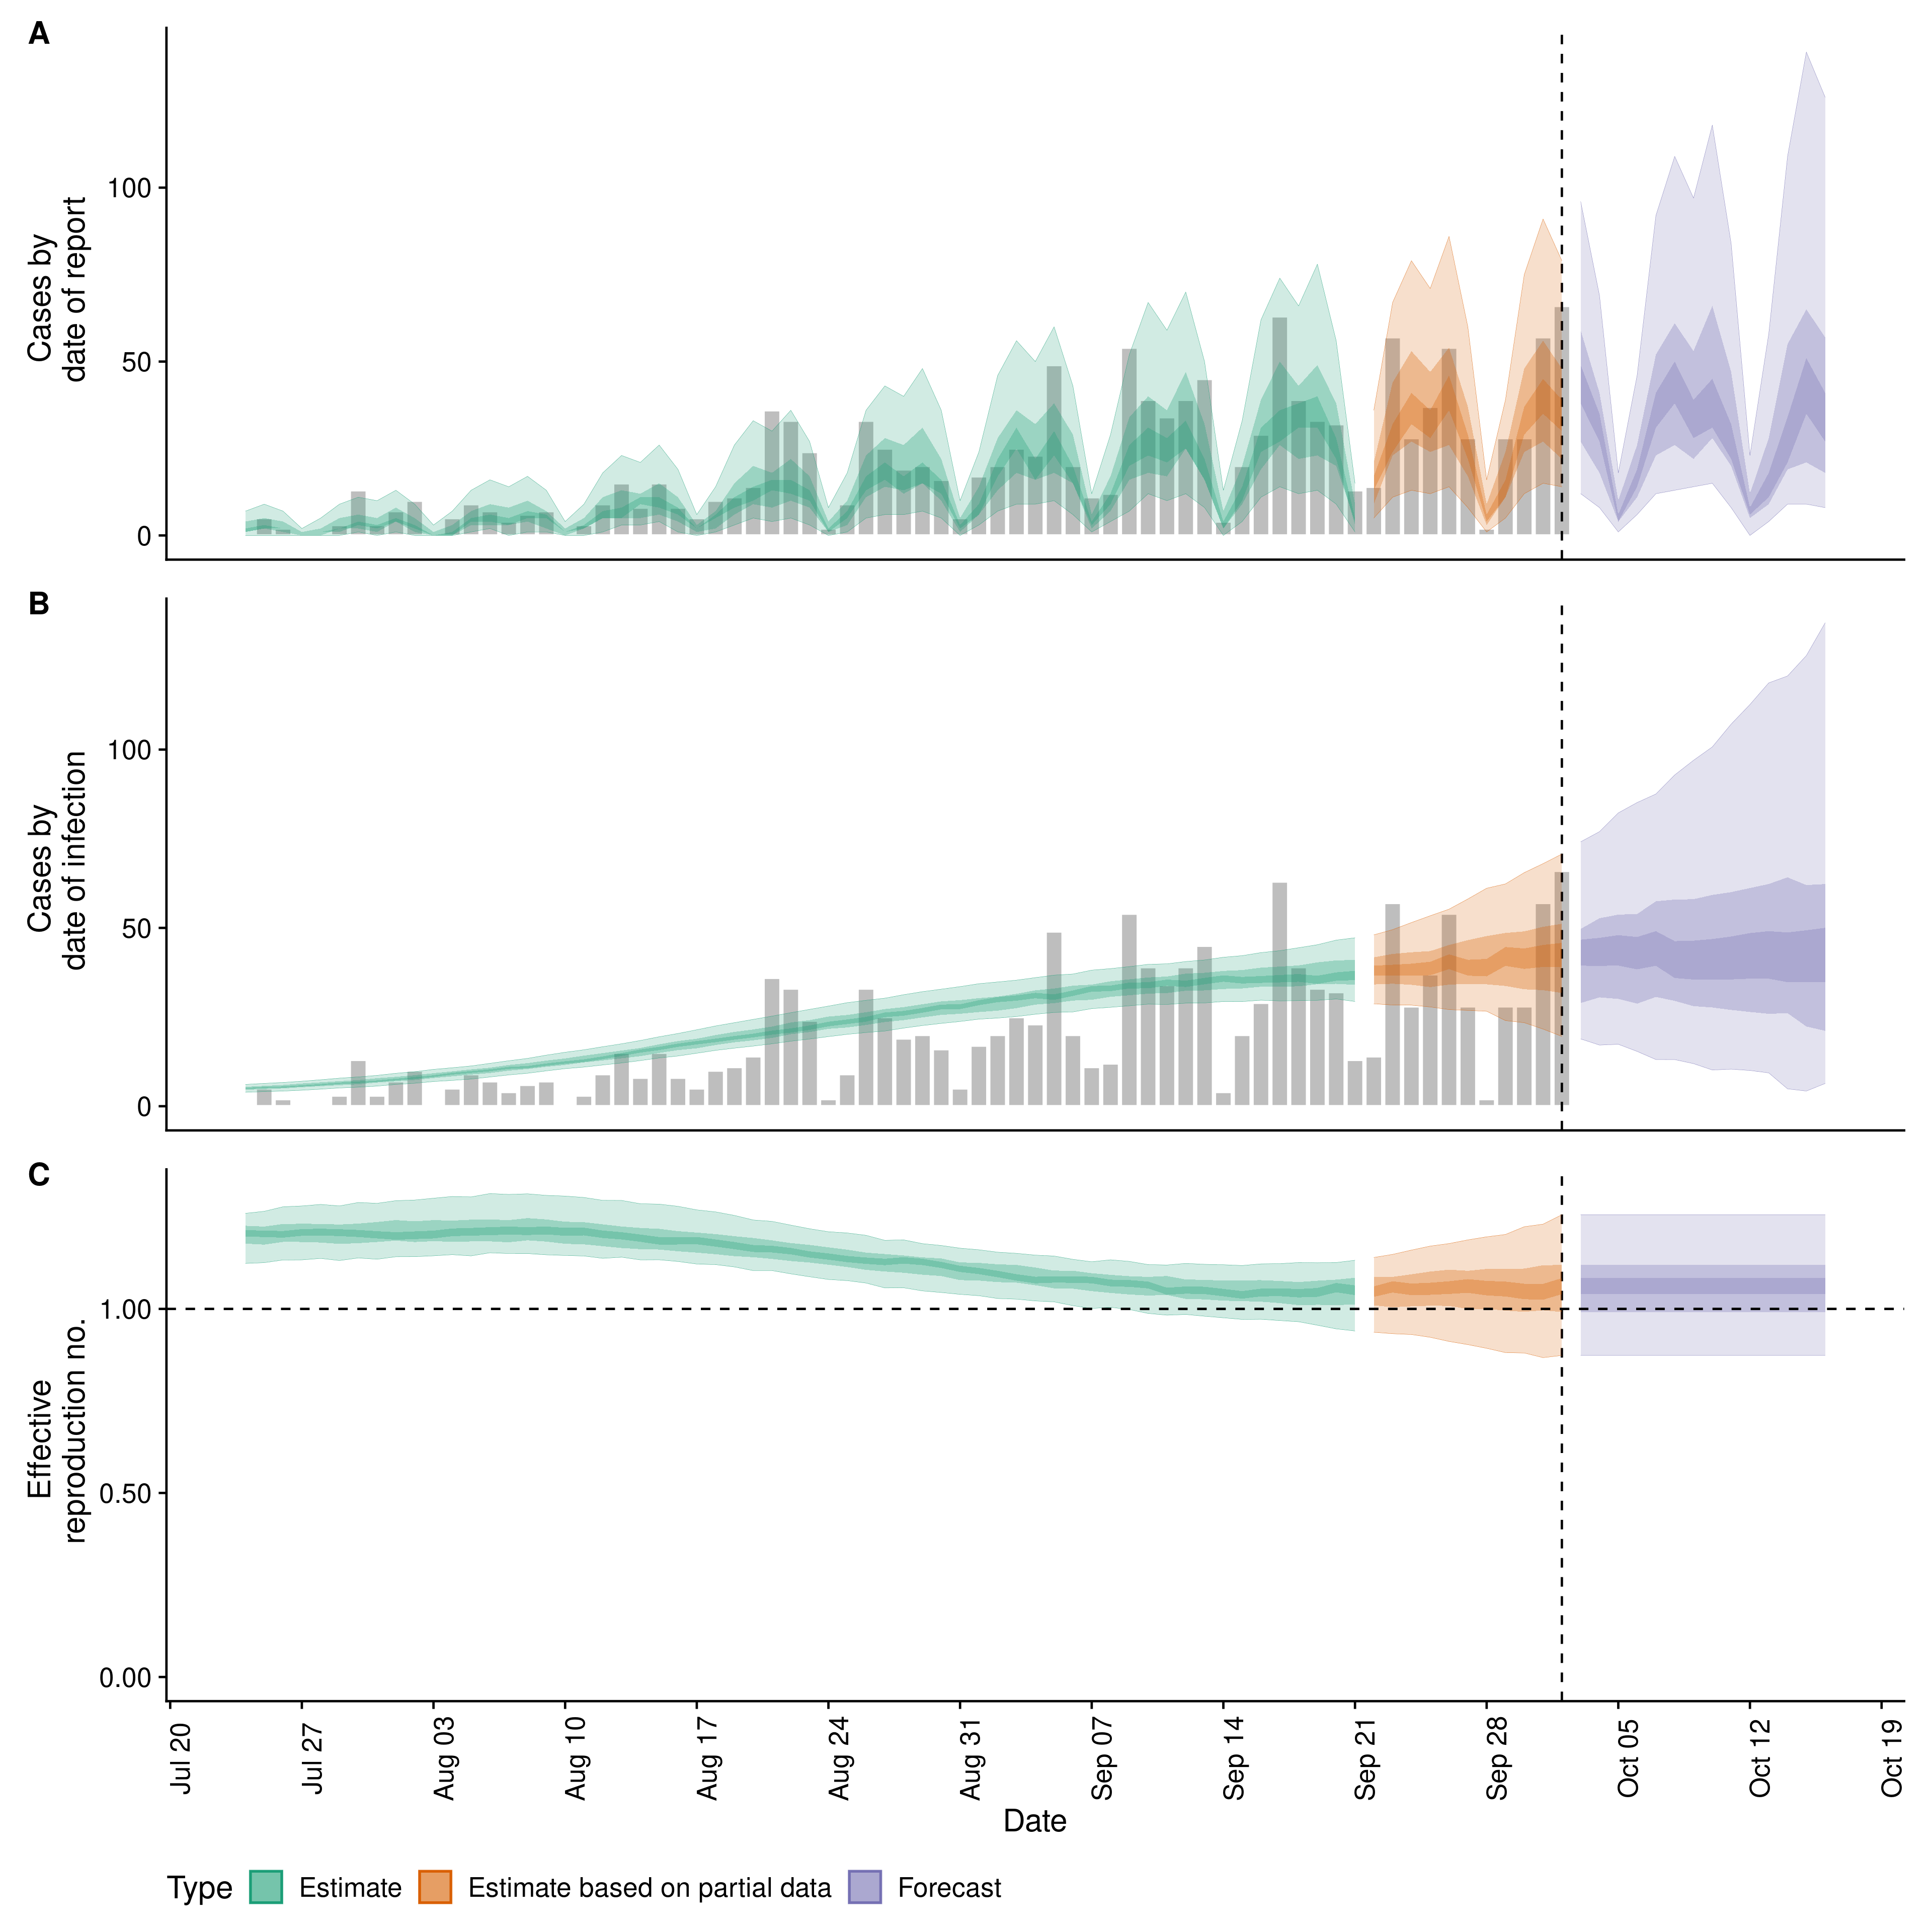 A
Cases by
date of report
100
50
0
B
Cases by
date of infection
100
50
0
C
Effective
reproduction no.
1.00
0.50
0.00
Jul 20
Jul 27
Aug 03
Aug 10
Aug 17
Aug 24
Aug 31
Sep 07
Sep 14
Sep 21
Sep 28
Oct 05
Oct 12
Oct 19
Date
Type Estimate Estimate based on partial data Forecast